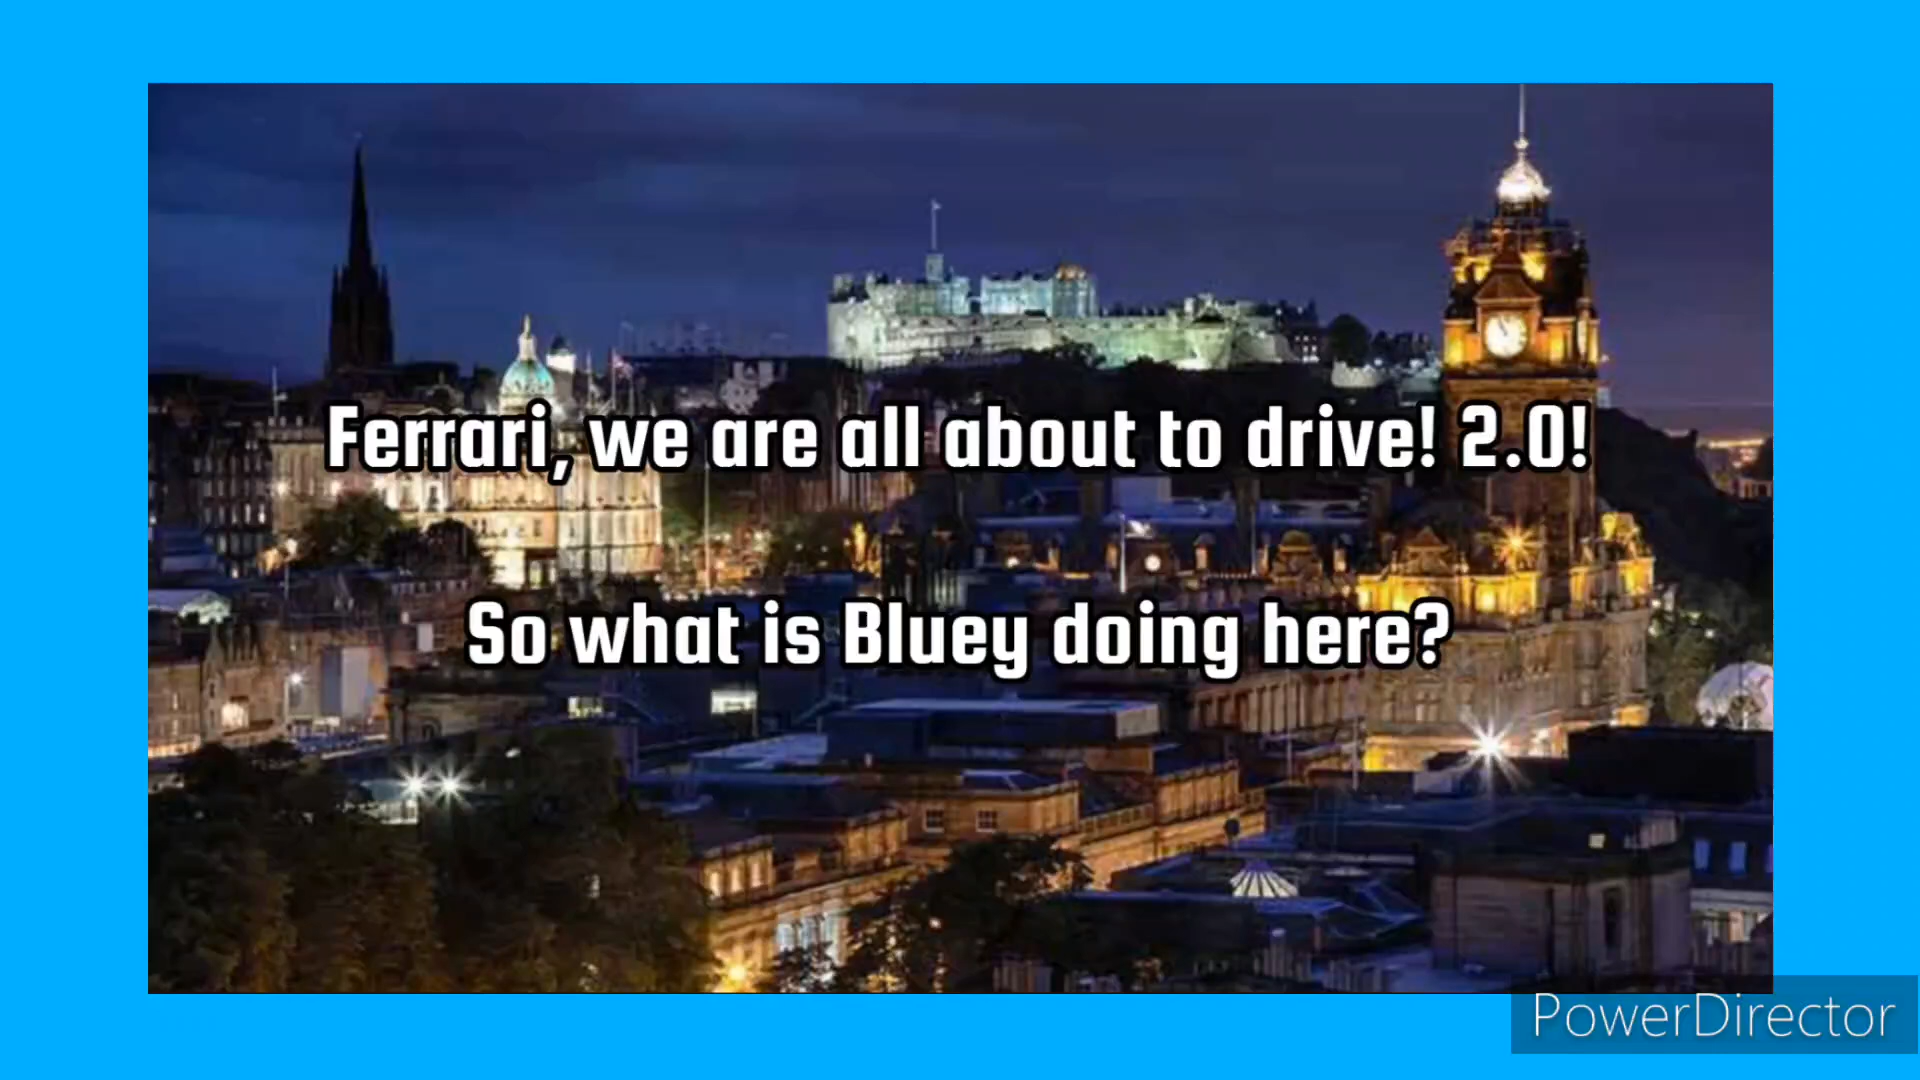 Ferrari, we are all about to drive! 2.0!
So what is Bluey doing here?
PowerDirector